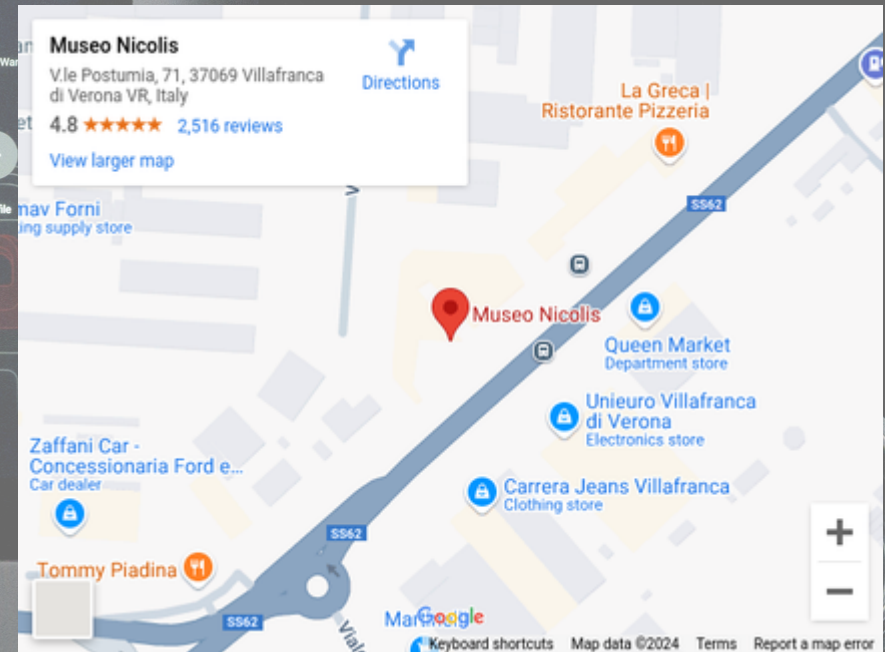 Museo Nicolis
V.le Postumia, 71, 37069 Villafranca
di Verona VR, Italy
4.8
2,516 reviews
View larger map
Directions
La Greca |
Ristorante Pizzeria
SS62
mav Forni
ing supply store
Museo Nicolis
Queen Market
Department store
Unieuro Villafranca
di Verona
Electronics store
Zaffani Car -
Concessionaria Ford e...
Car dealer
Carrera Jeans Villafranca
Clothing store
SS62
Tommy Piadina
SS62
Viale
Google
Keyboard shortcuts
Map data ©2024
Terms
Report a map error